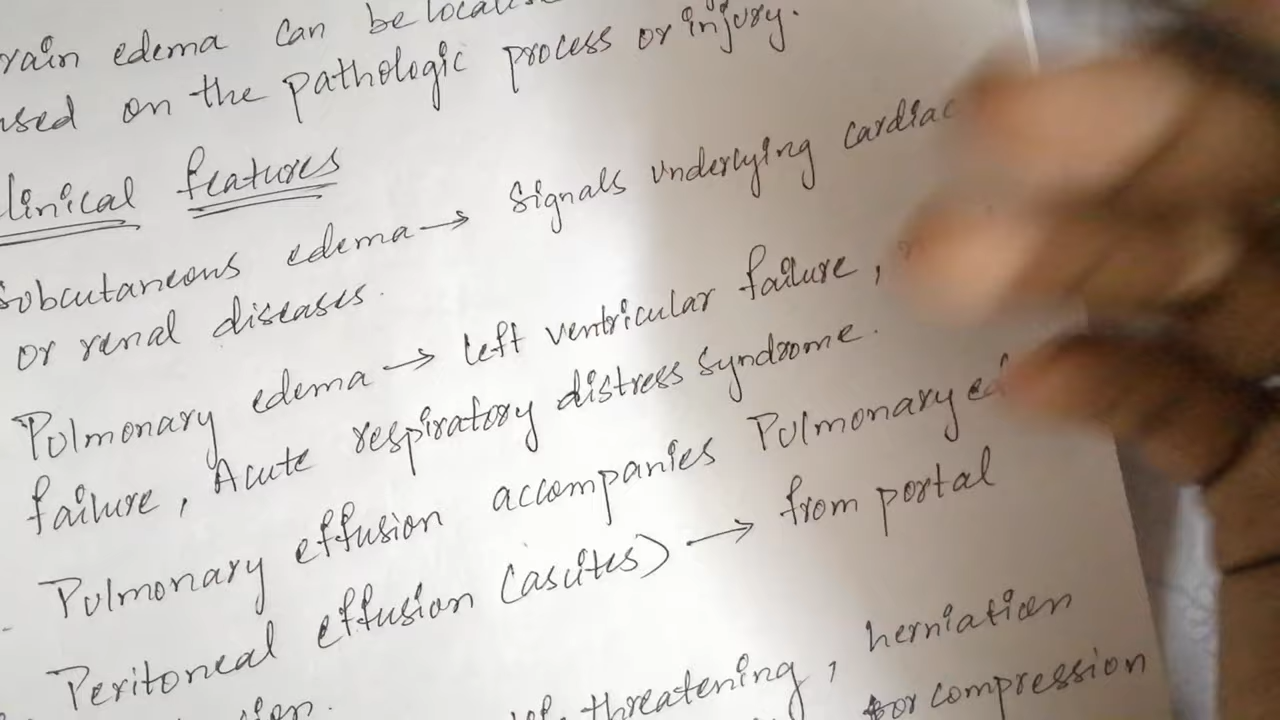 edema can be
on the pathologic process or injury.
features
edema → Signals underlying cardiac
or renal diseases.
Pulmonary edema → left ventricular failure,
failure, Acute respiratory distress syndrome.
Pulmonary effusion accompanies Pulmonary ed
Peritoneal effusion (ascites) → from portal
threatening, herniation
or compression